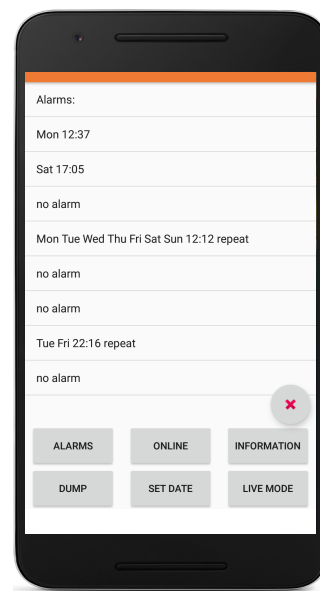 Alarms:
Mon 12:37
Sat 17:05
no alarm
Mon Tue Wed Thu Fri Sat Sun 12:12 repeat
no alarm
no alarm
Tue Fri 22:16 repeat
no alarm
ALARMS ONLINE INFORMATION
DUMP SET DATE LIVE MODE